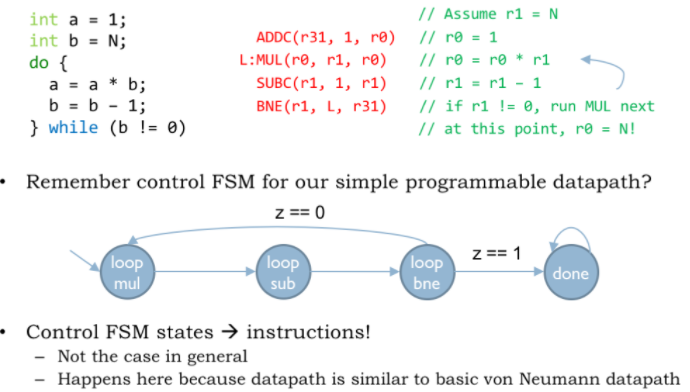 int a = 1;
int b = N;
do {
a = a * b;
b = b - 1;
} while (b != 0)
ADDC(r31, 1, r0)
L:MUL(r0, r1, r0)
SUBC(r1, 1, r1)
BNE(r1, L, r31)
// Assume r1 = N
// r0 = 1
// r0 = r0 * r1
// r1 = r1 - 1
// if r1 != 0, run MUL next
// at this point, r0 = N!
• Remember control FSM for our simple programmable datapath?
z == 0
loop
mul
loop
sub
loop
bne
z == 1
done
• Control FSM states → instructions!
– Not the case in general
– Happens here because datapath is similar to basic von Neumann datapath